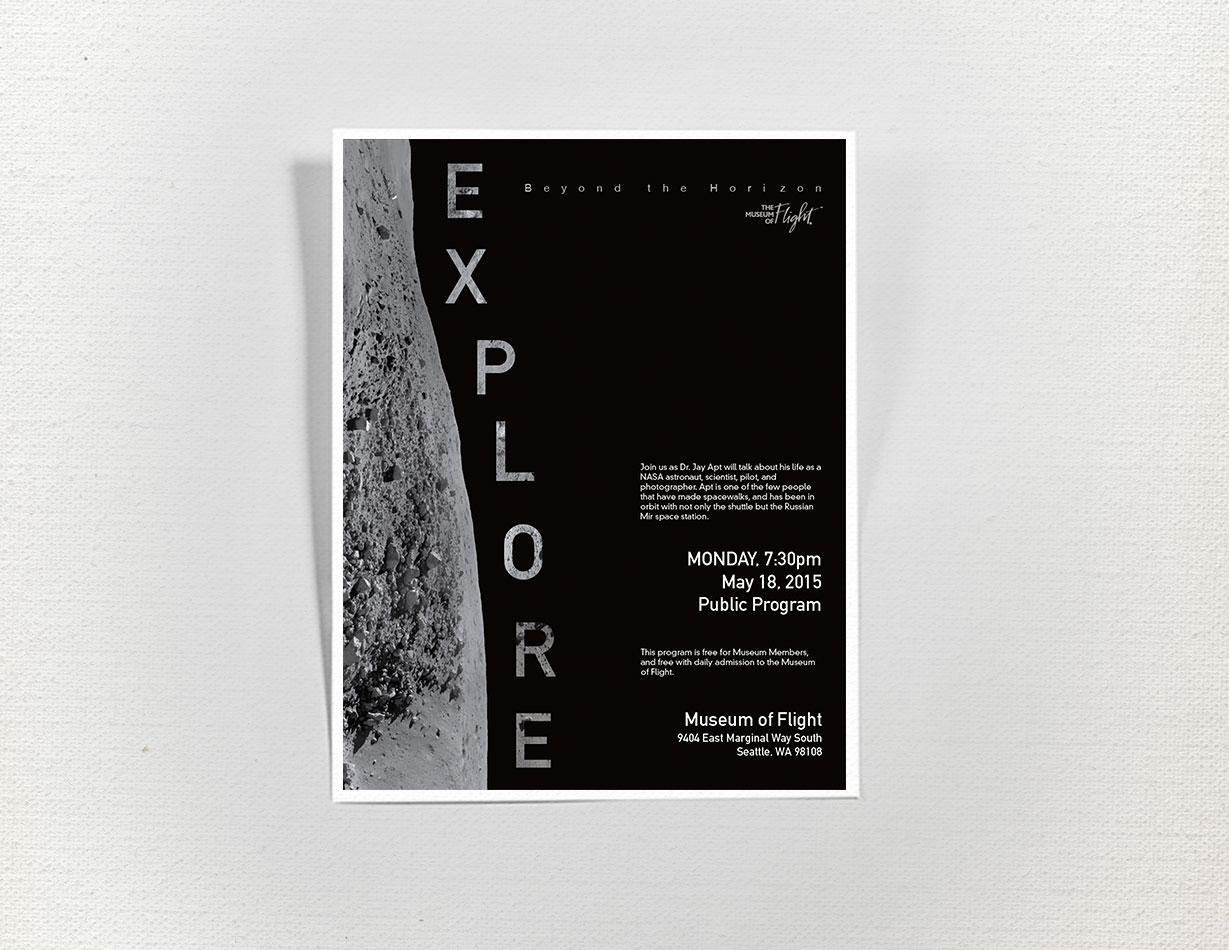 EXPLORE
Beyond the Horizon
THE
MUSEUM
OF
Flight
Join us as Dr. Jay Apt will talk about his life as a
NASA astronaut, scientist, pilot, and
photographer. Apt is one of the few people
that have made spacewalks, and has been in
orbit with not only the shuttle but the Russian
Mir space station.
MONDAY, 7:30pm
May 18, 2015
Public Program
This program is free for Museum Members,
and free with daily admission to the Museum
of Flight.
Museum of Flight
9404 East Marginal Way South
Seattle, WA 98108